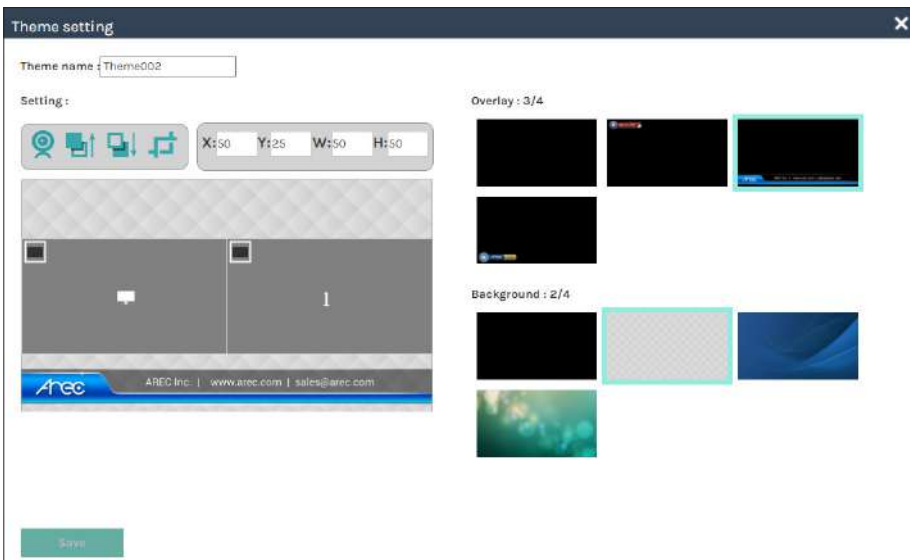 Theme setting
Theme name : Theme002
Setting :
X: 50 Y: 25 W: 50 H: 50
1
Arec
AREC Inc. | www.arec.com | sales@arec.com
Save
Overlay : 3/4
Arec
Background : 2/4